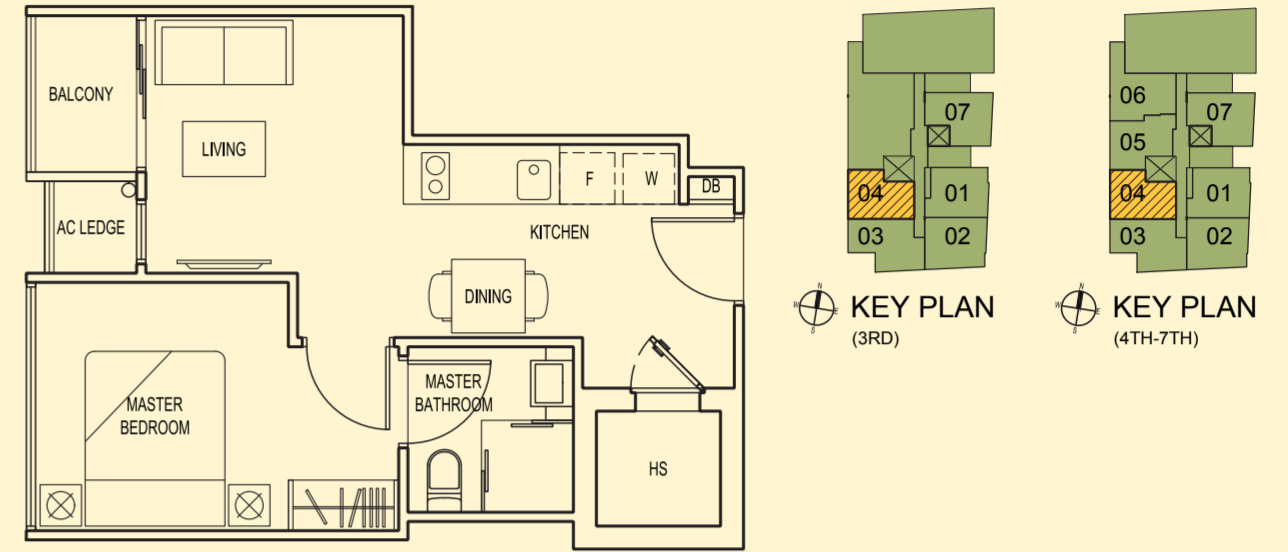 BALCONY
LIVING
AC LEDGE
F
W
DB
KITCHEN
DINING
MASTER
BEDROOM
MASTER
BATHROOM
HS
07
04
01
03
02
N
W
E
S
KEY PLAN
(3RD)
06
07
05
04
01
03
02
N
W
E
S
KEY PLAN
(4TH-7TH)